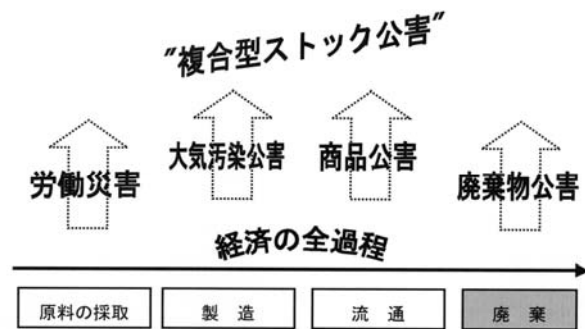 "複合型ストック公害"
労働災害
大気汚染公害
商品公害
廃棄物公害
経済の全過程
原料の採取
製 造
流 通
廃 棄